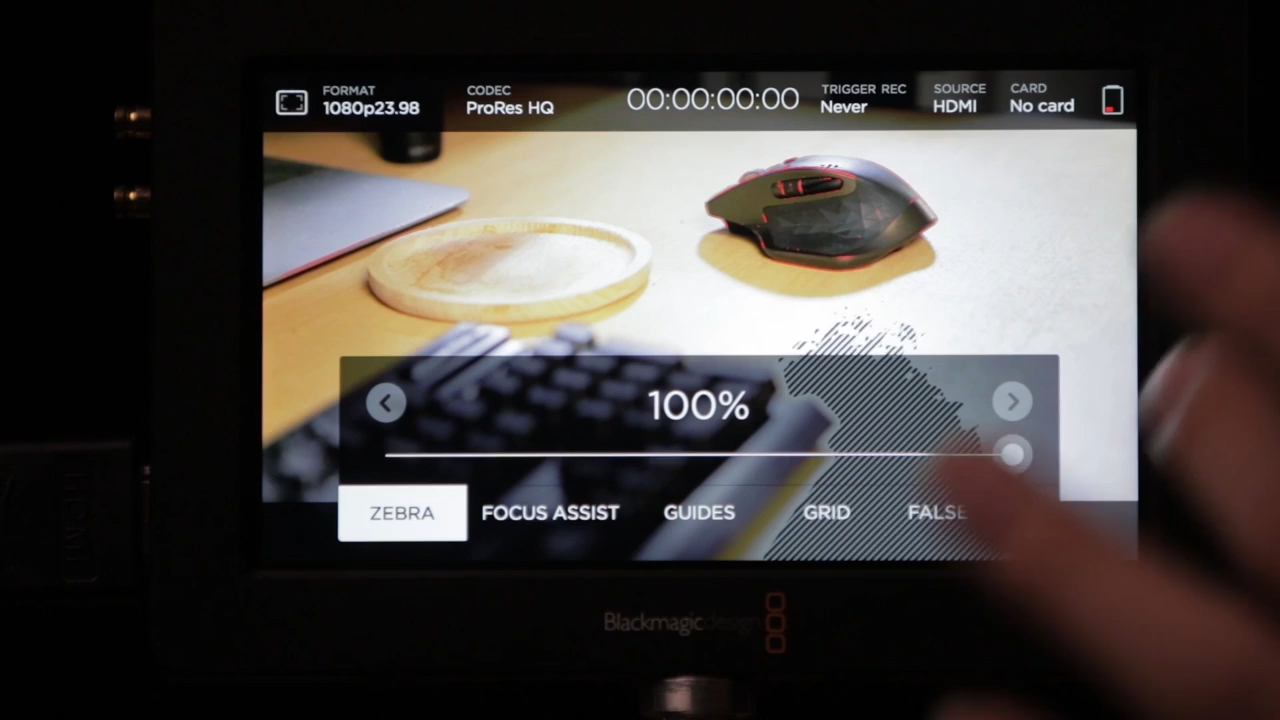 FORMAT
1080p23.98
CODEC
ProRes HQ
00:00:00:00
TRIGGER REC
Never
SOURCE
HDMI
CARD
No card
100%
ZEBRA FOCUS ASSIST GUIDES GRID FALSE
Blackmagicdesign
HDMI